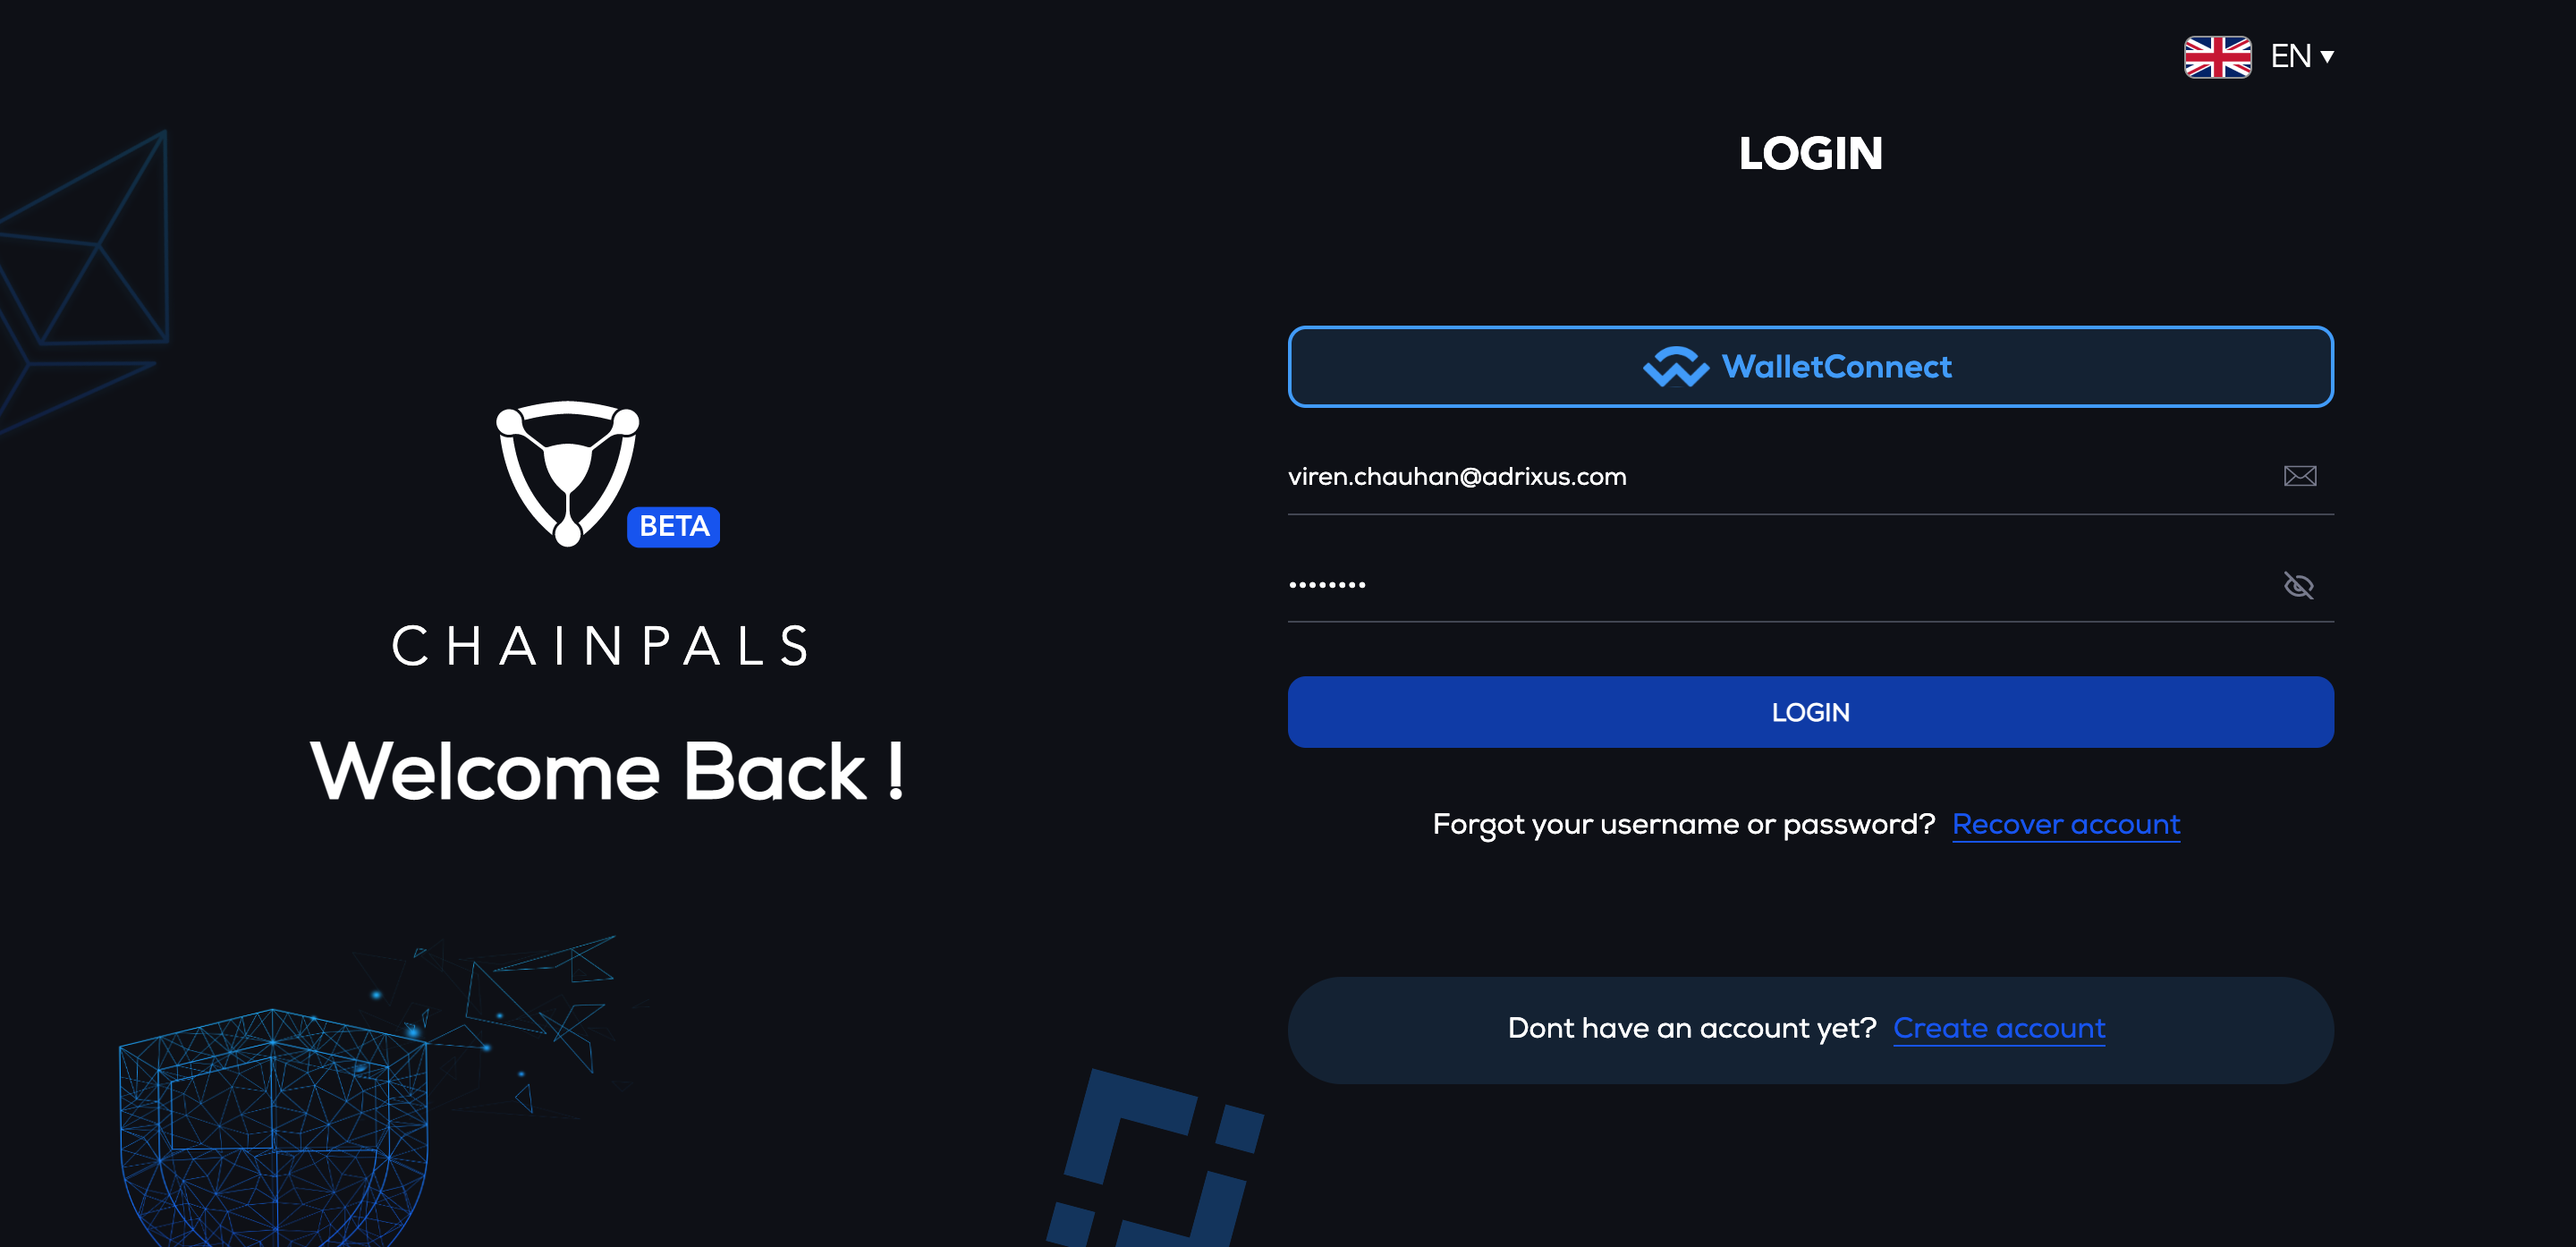 EN
LOGIN
WalletConnect
viren.chauhan@adrixus.com
••••••••
LOGIN
Forgot your username or password? Recover account
Dont have an account yet? Create account
BETA
CHAINPALS
Welcome Back !